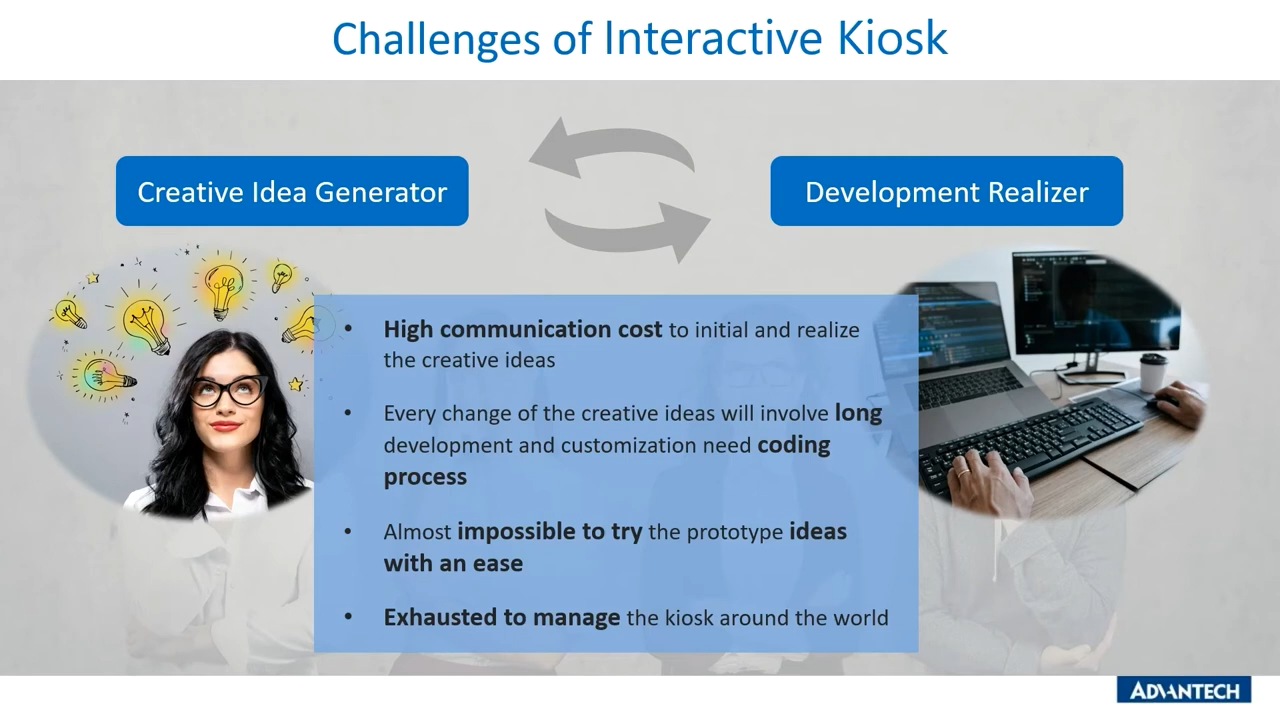 Challenges of Interactive Kiosk
Creative Idea Generator
Development Realizer
• High communication cost to initial and realize
the creative ideas
• Every change of the creative ideas will involve long
development and customization need coding
process
• Almost impossible to try the prototype ideas
with an ease
• Exhausted to manage the kiosk around the world
ADVANTECH